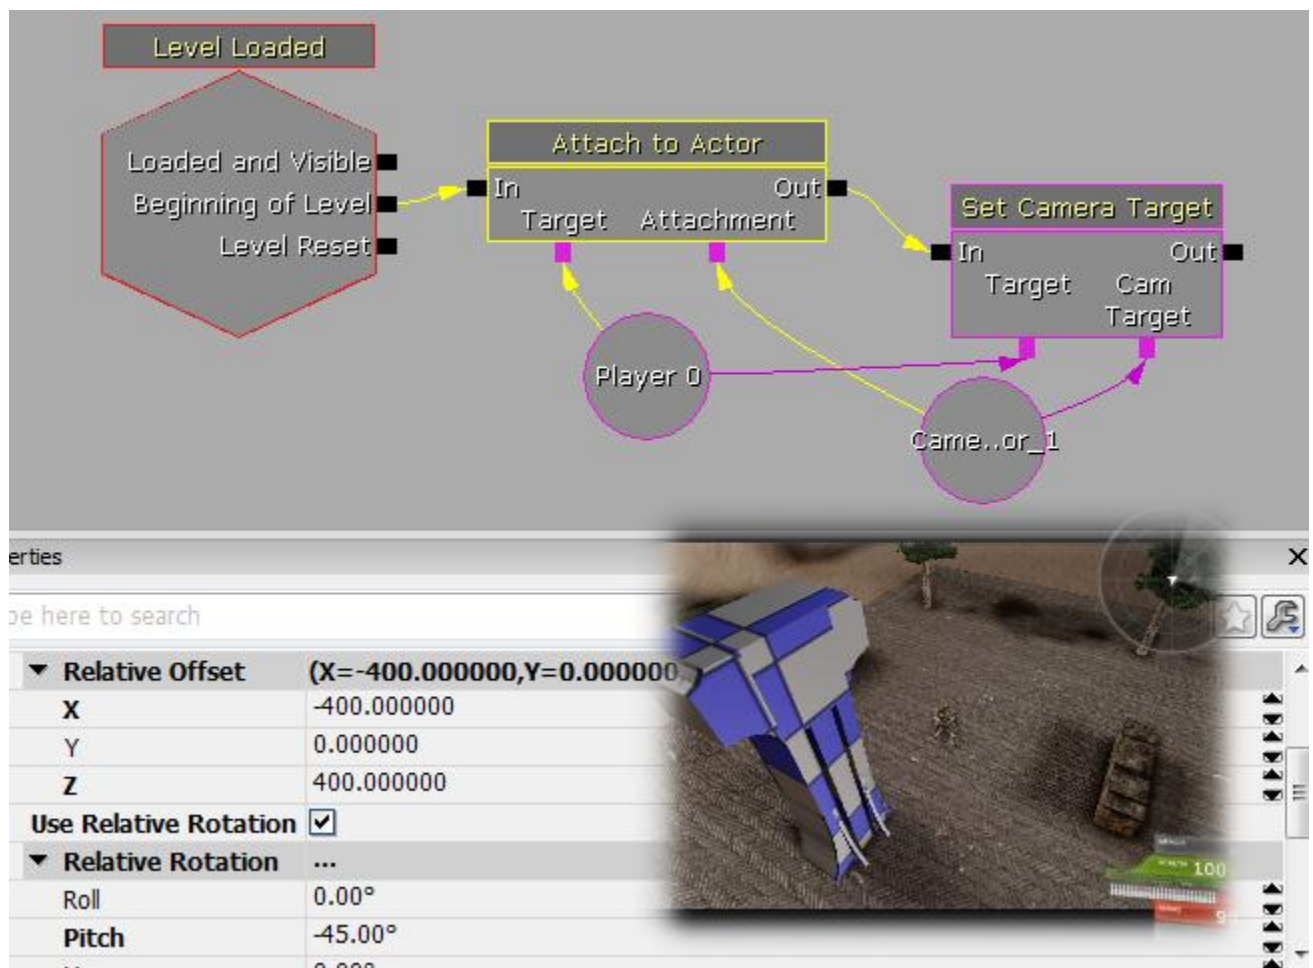 Level Loaded
Loaded and Visible
Beginning of Level
Level Reset
Attach to Actor
In Out
Target Attachment
Set Camera Target
In Out
Target Cam
Target
Player 0
Came..or_1
erties
pe here to search
Relative Offset (X=-400.000000,Y=0.000000,
X -400.000000
Y 0.000000
Z 400.000000
Use Relative Rotation
Relative Rotation ...
Roll 0.00°
Pitch -45.00°
100